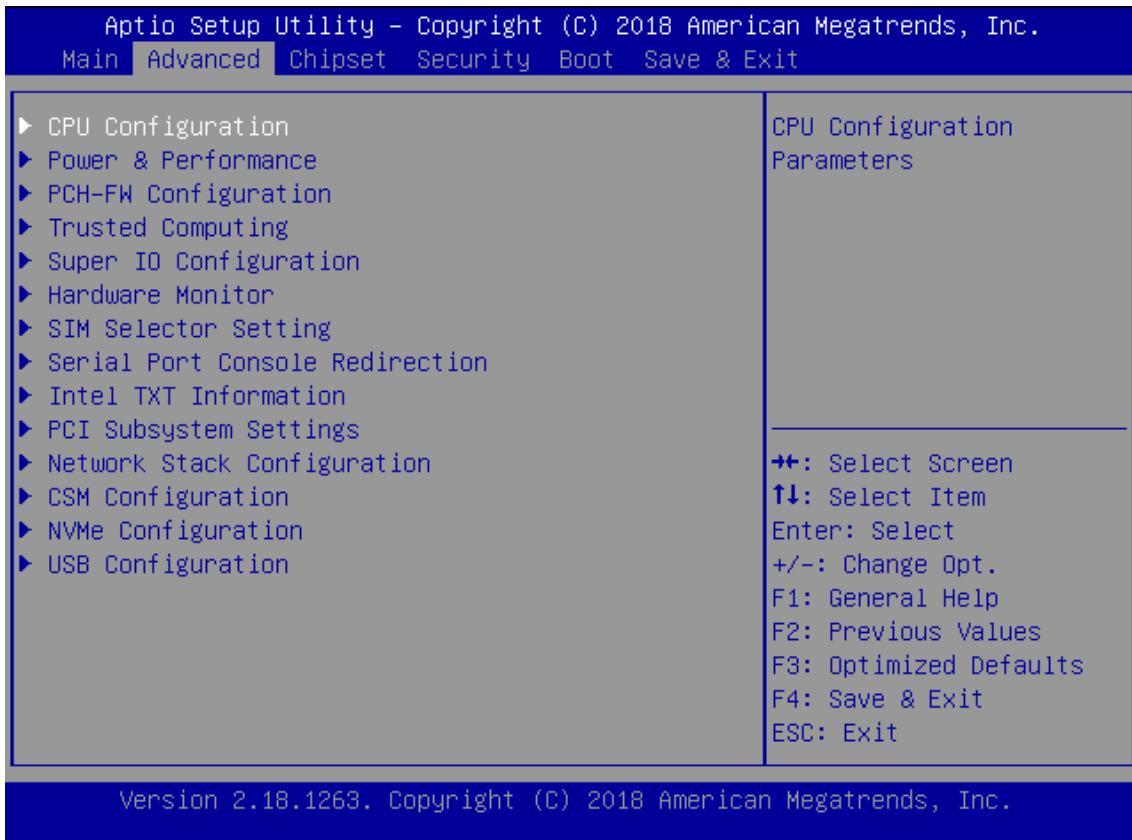 Aptio Setup Utility – Copyright (C) 2018 American Megatrends, Inc.
Main Advanced Chipset Security Boot Save & Exit
▶ CPU Configuration
▶ Power & Performance
▶ PCH-FW Configuration
▶ Trusted Computing
▶ Super IO Configuration
▶ Hardware Monitor
▶ SIM Selector Setting
▶ Serial Port Console Redirection
▶ Intel TXT Information
▶ PCI Subsystem Settings
▶ Network Stack Configuration
▶ CSM Configuration
▶ NVMe Configuration
▶ USB Configuration
CPU Configuration
Parameters
→←: Select Screen
↑↓: Select Item
Enter: Select
+/-: Change Opt.
F1: General Help
F2: Previous Values
F3: Optimized Defaults
F4: Save & Exit
ESC: Exit
Version 2.18.1263. Copyright (C) 2018 American Megatrends, Inc.